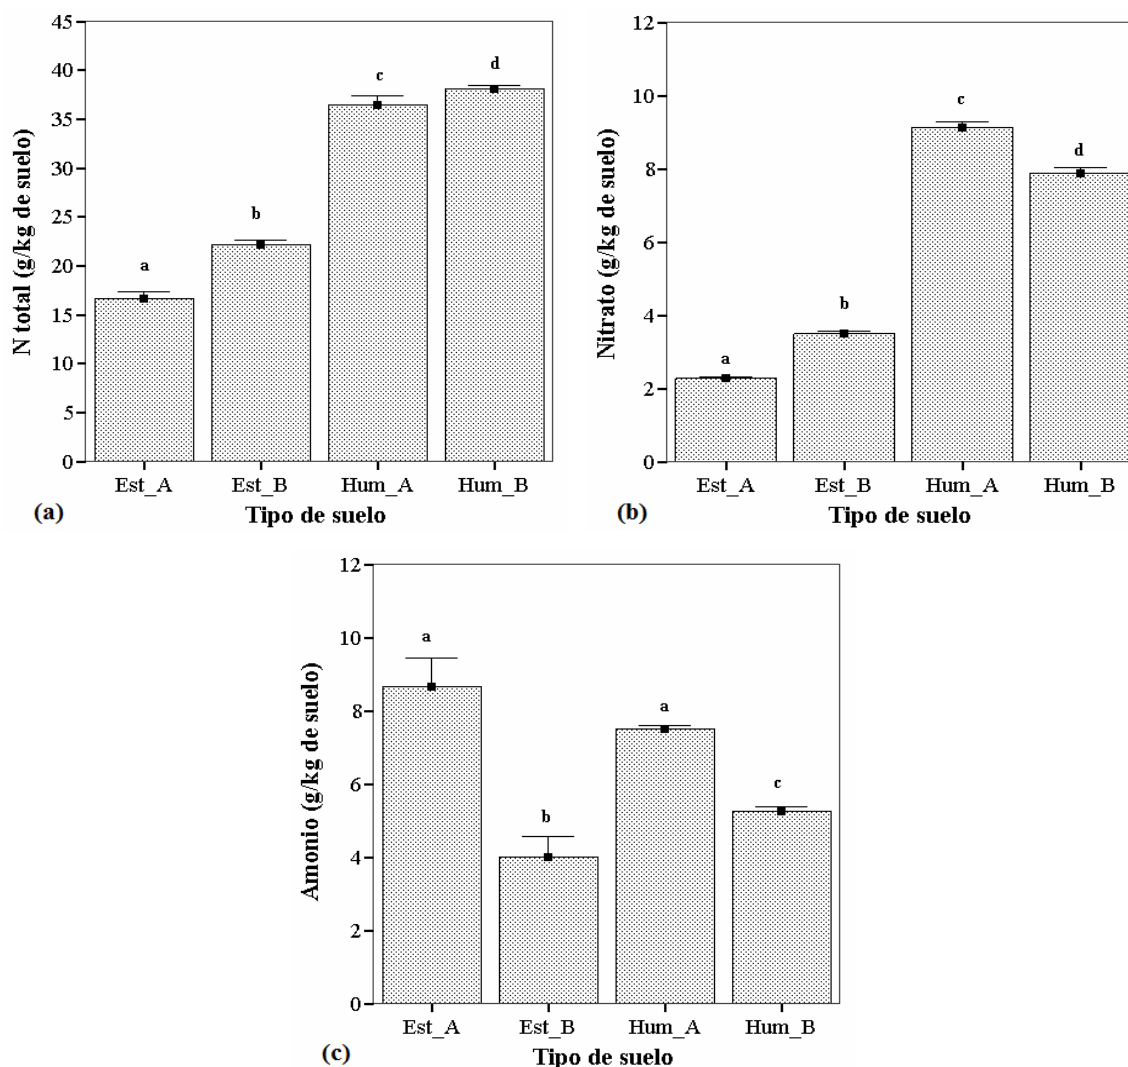 N total (g/kg de suelo)
45
40
35
30
25
20
15
10
5
0
a
b
c
d
Est_A Est_B Hum_A Hum_B
(a) Tipo de suelo
Nitrato (g/kg de suelo)
12
10
8
6
4
2
0
a
b
c
d
Est_A Est_B Hum_A Hum_B
(b) Tipo de suelo
Amonio (g/kg de suelo)
12
10
8
6
4
2
0
a
b
a
c
Est_A Est_B Hum_A Hum_B
(c) Tipo de suelo